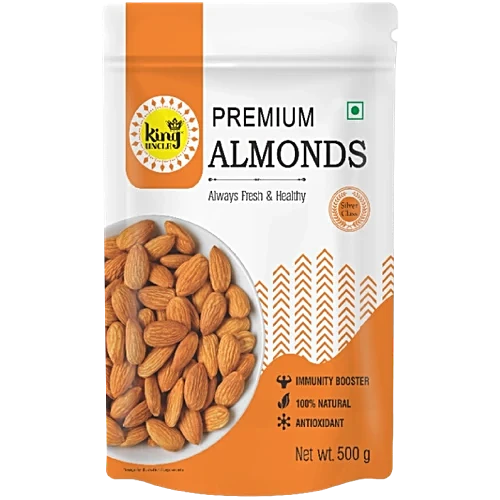 king
UNCLE'S
PREMIUM
ALMONDS
Always Fresh & Healthy
Silver
Class
IMMUNITY BOOSTER
100% NATURAL
ANTIOXIDANT
Net wt. 500 g